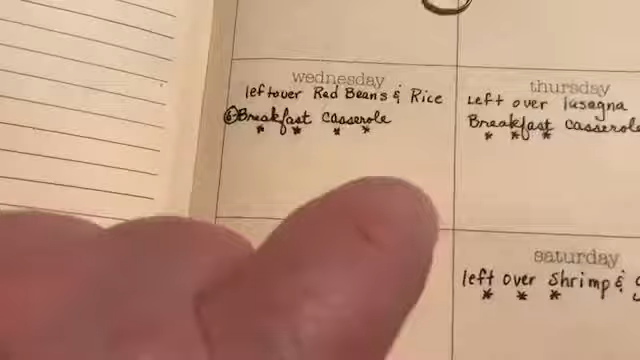 wednesday
leftover Red Beans & Rice
Breakfast Casserole
* * * *
thursday
Left over lasagna
Breakfast casserole
* * *
saturday
left over Shrimp &
* * *